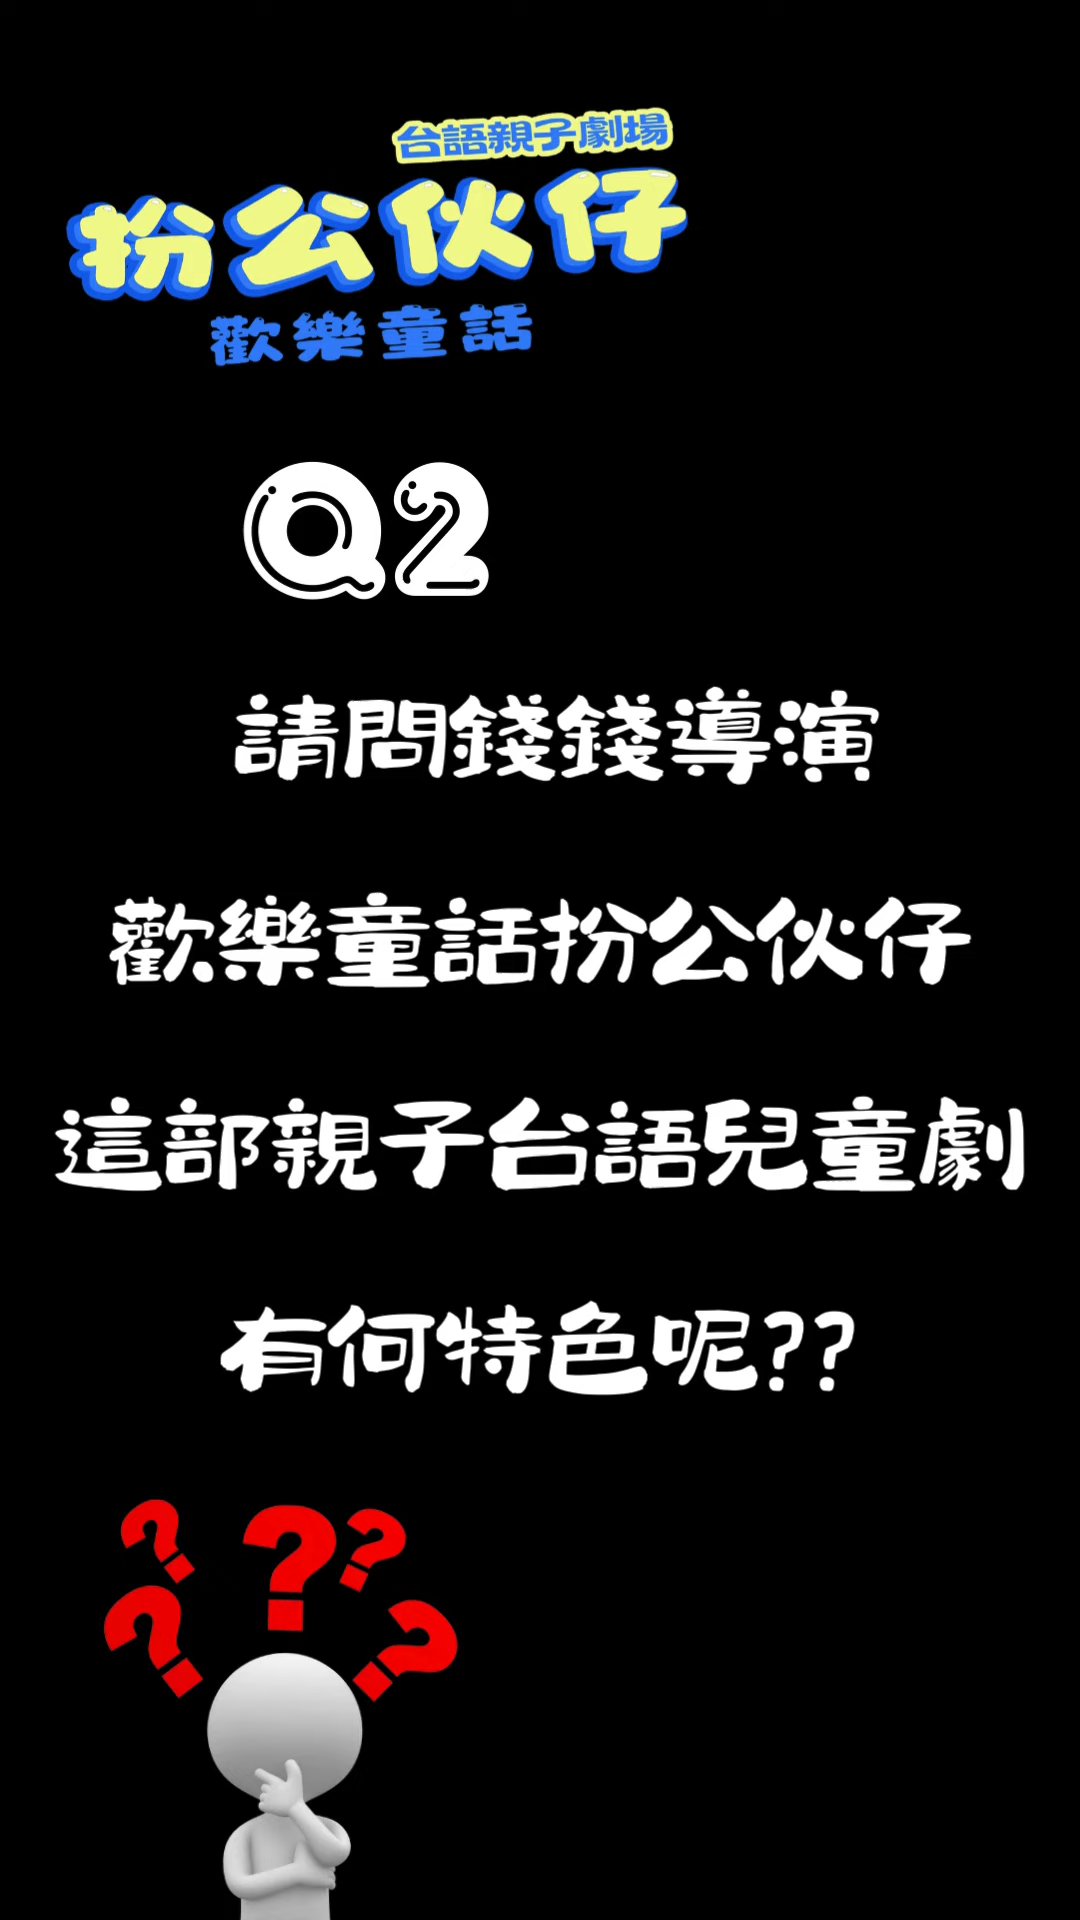 台語親子劇場
扮公伙仔
歡樂童話
Q2
請問錢錢導演
歡樂童話扮公伙仔
這部親子台語兒童劇
有何特色呢??